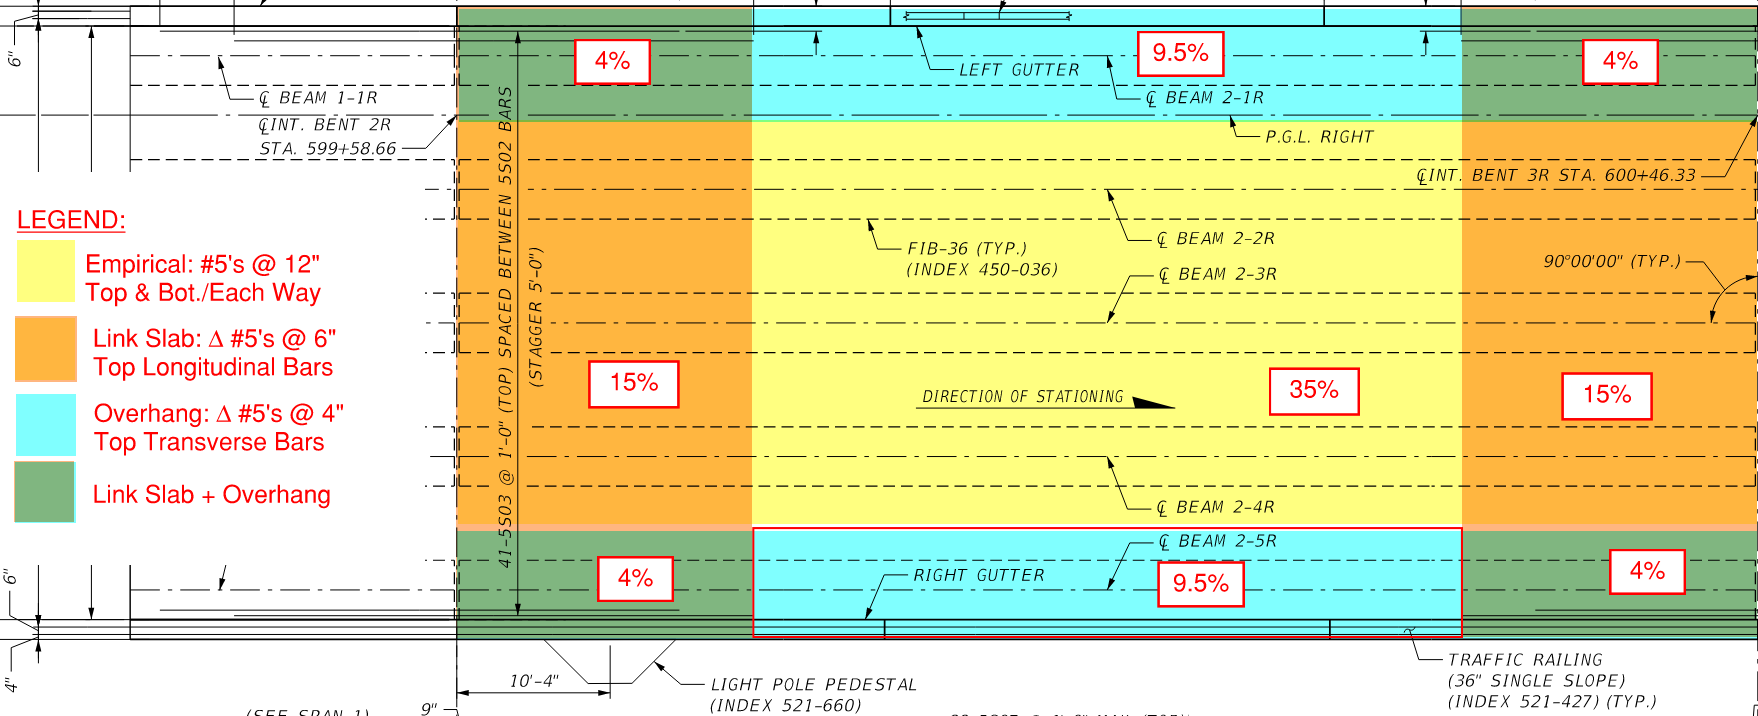 6"
4%
9.5%
4%
LEFT GUTTER
℄ BEAM 1-1R
℄ BEAM 2-1R
℄ INT. BENT 2R
STA. 599+58.66
P.G.L. RIGHT
℄ INT. BENT 3R STA. 600+46.33
41-5S03 @ 1'-0" (TOP) SPACED BETWEEN 5S02 BARS
(STAGGER 5'-0")
LEGEND:
Empirical: #5's @ 12"
Top & Bot./Each Way
Link Slab: Δ #5's @ 6"
Top Longitudinal Bars
Overhang: Δ #5's @ 4"
Top Transverse Bars
Link Slab + Overhang
℄ BEAM 2-2R
FIB-36 (TYP.)
(INDEX 450-036)
℄ BEAM 2-3R
90°00'00" (TYP.)
15%
35%
15%
DIRECTION OF STATIONING
℄ BEAM 2-4R
℄ BEAM 2-5R
4%
RIGHT GUTTER
9.5%
4%
6"
4"
10'-4"
LIGHT POLE PEDESTAL
(INDEX 521-660)
TRAFFIC RAILING
(36" SINGLE SLOPE)
(INDEX 521-427) (TYP.)
9"
(SEE SPAN 1)